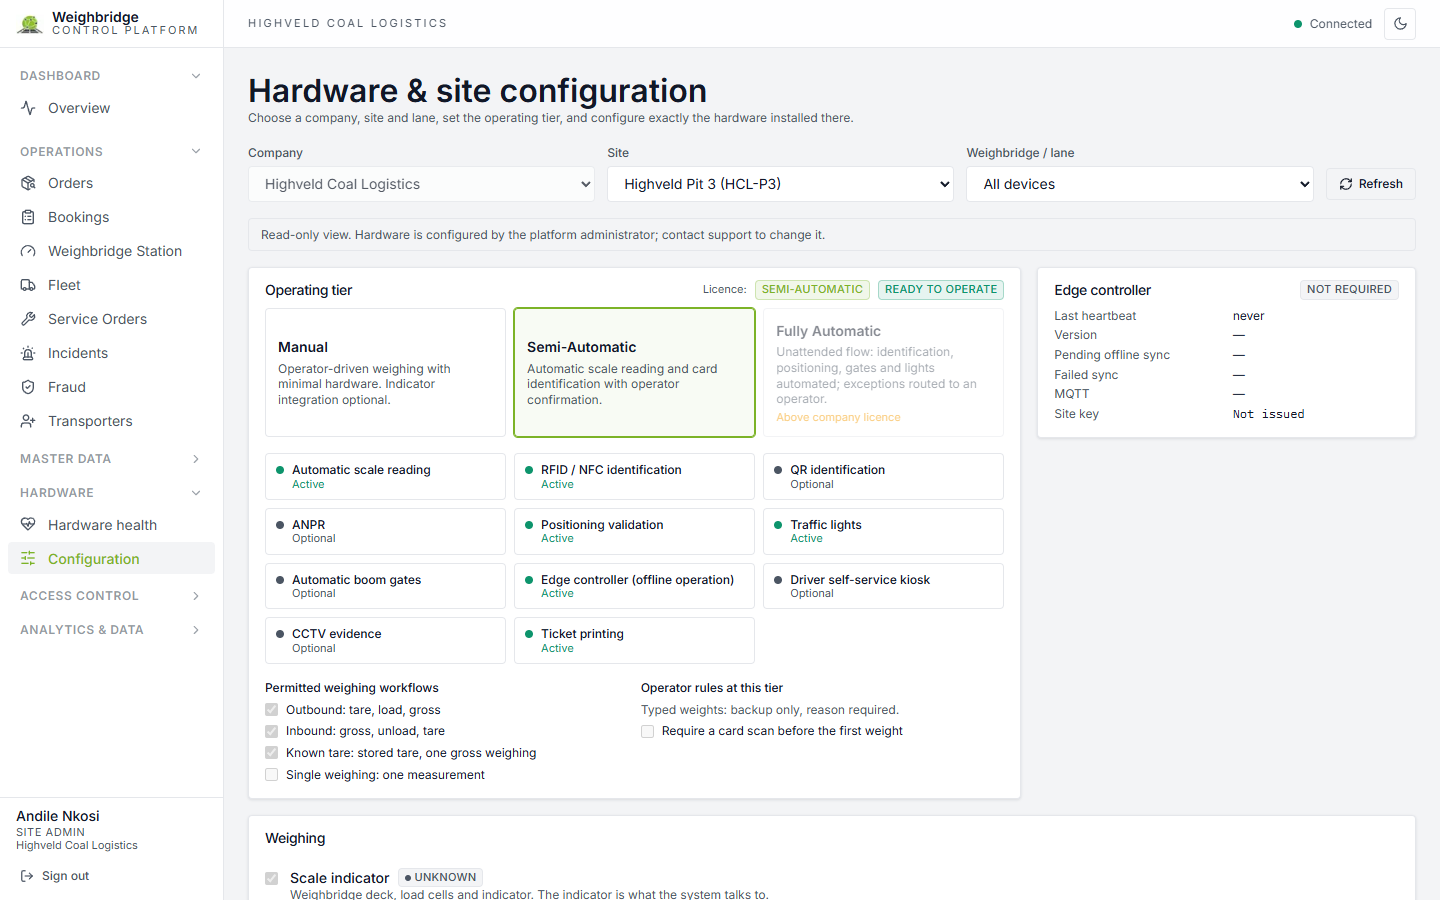 Weighbridge
CONTROL PLATFORM
HIGHVELD COAL LOGISTICS
Connected
DASHBOARD
Overview
OPERATIONS
Orders
Bookings
Weighbridge Station
Fleet
Service Orders
Incidents
Fraud
Transporters
MASTER DATA
HARDWARE
Hardware health
Configuration
ACCESS CONTROL
ANALYTICS & DATA
Andile Nkosi
SITE ADMIN
Highveld Coal Logistics
Sign out
Hardware & site configuration
Choose a company, site and lane, set the operating tier, and configure exactly the hardware installed there.
Company
Highveld Coal Logistics
Site
Highveld Pit 3 (HCL-P3)
Weighbridge / lane
All devices
Refresh
Read-only view. Hardware is configured by the platform administrator; contact support to change it.
Operating tier
Licence: SEMI-AUTOMATIC READY TO OPERATE
Manual
Operator-driven weighing with
minimal hardware. Indicator
integration optional.
Semi-Automatic
Automatic scale reading and card
identification with operator
confirmation.
Fully Automatic
Unattended flow: identification,
positioning, gates and lights
automated; exceptions routed to an
operator.
Above company licence
Automatic scale reading
Active
RFID / NFC identification
Active
QR identification
Optional
ANPR
Optional
Positioning validation
Active
Traffic lights
Active
Automatic boom gates
Optional
Edge controller (offline operation)
Active
Driver self-service kiosk
Optional
CCTV evidence
Optional
Ticket printing
Active
Permitted weighing workflows
Outbound: tare, load, gross
Inbound: gross, unload, tare
Known tare: stored tare, one gross weighing
Single weighing: one measurement
Operator rules at this tier
Typed weights: backup only, reason required.
Require a card scan before the first weight
Edge controller
NOT REQUIRED
Last heartbeat never
Version —
Pending offline sync —
Failed sync —
MQTT —
Site key Not issued
Weighing
Scale indicator UNKNOWN
Weighbridge deck, load cells and indicator. The indicator is what the system talks to.